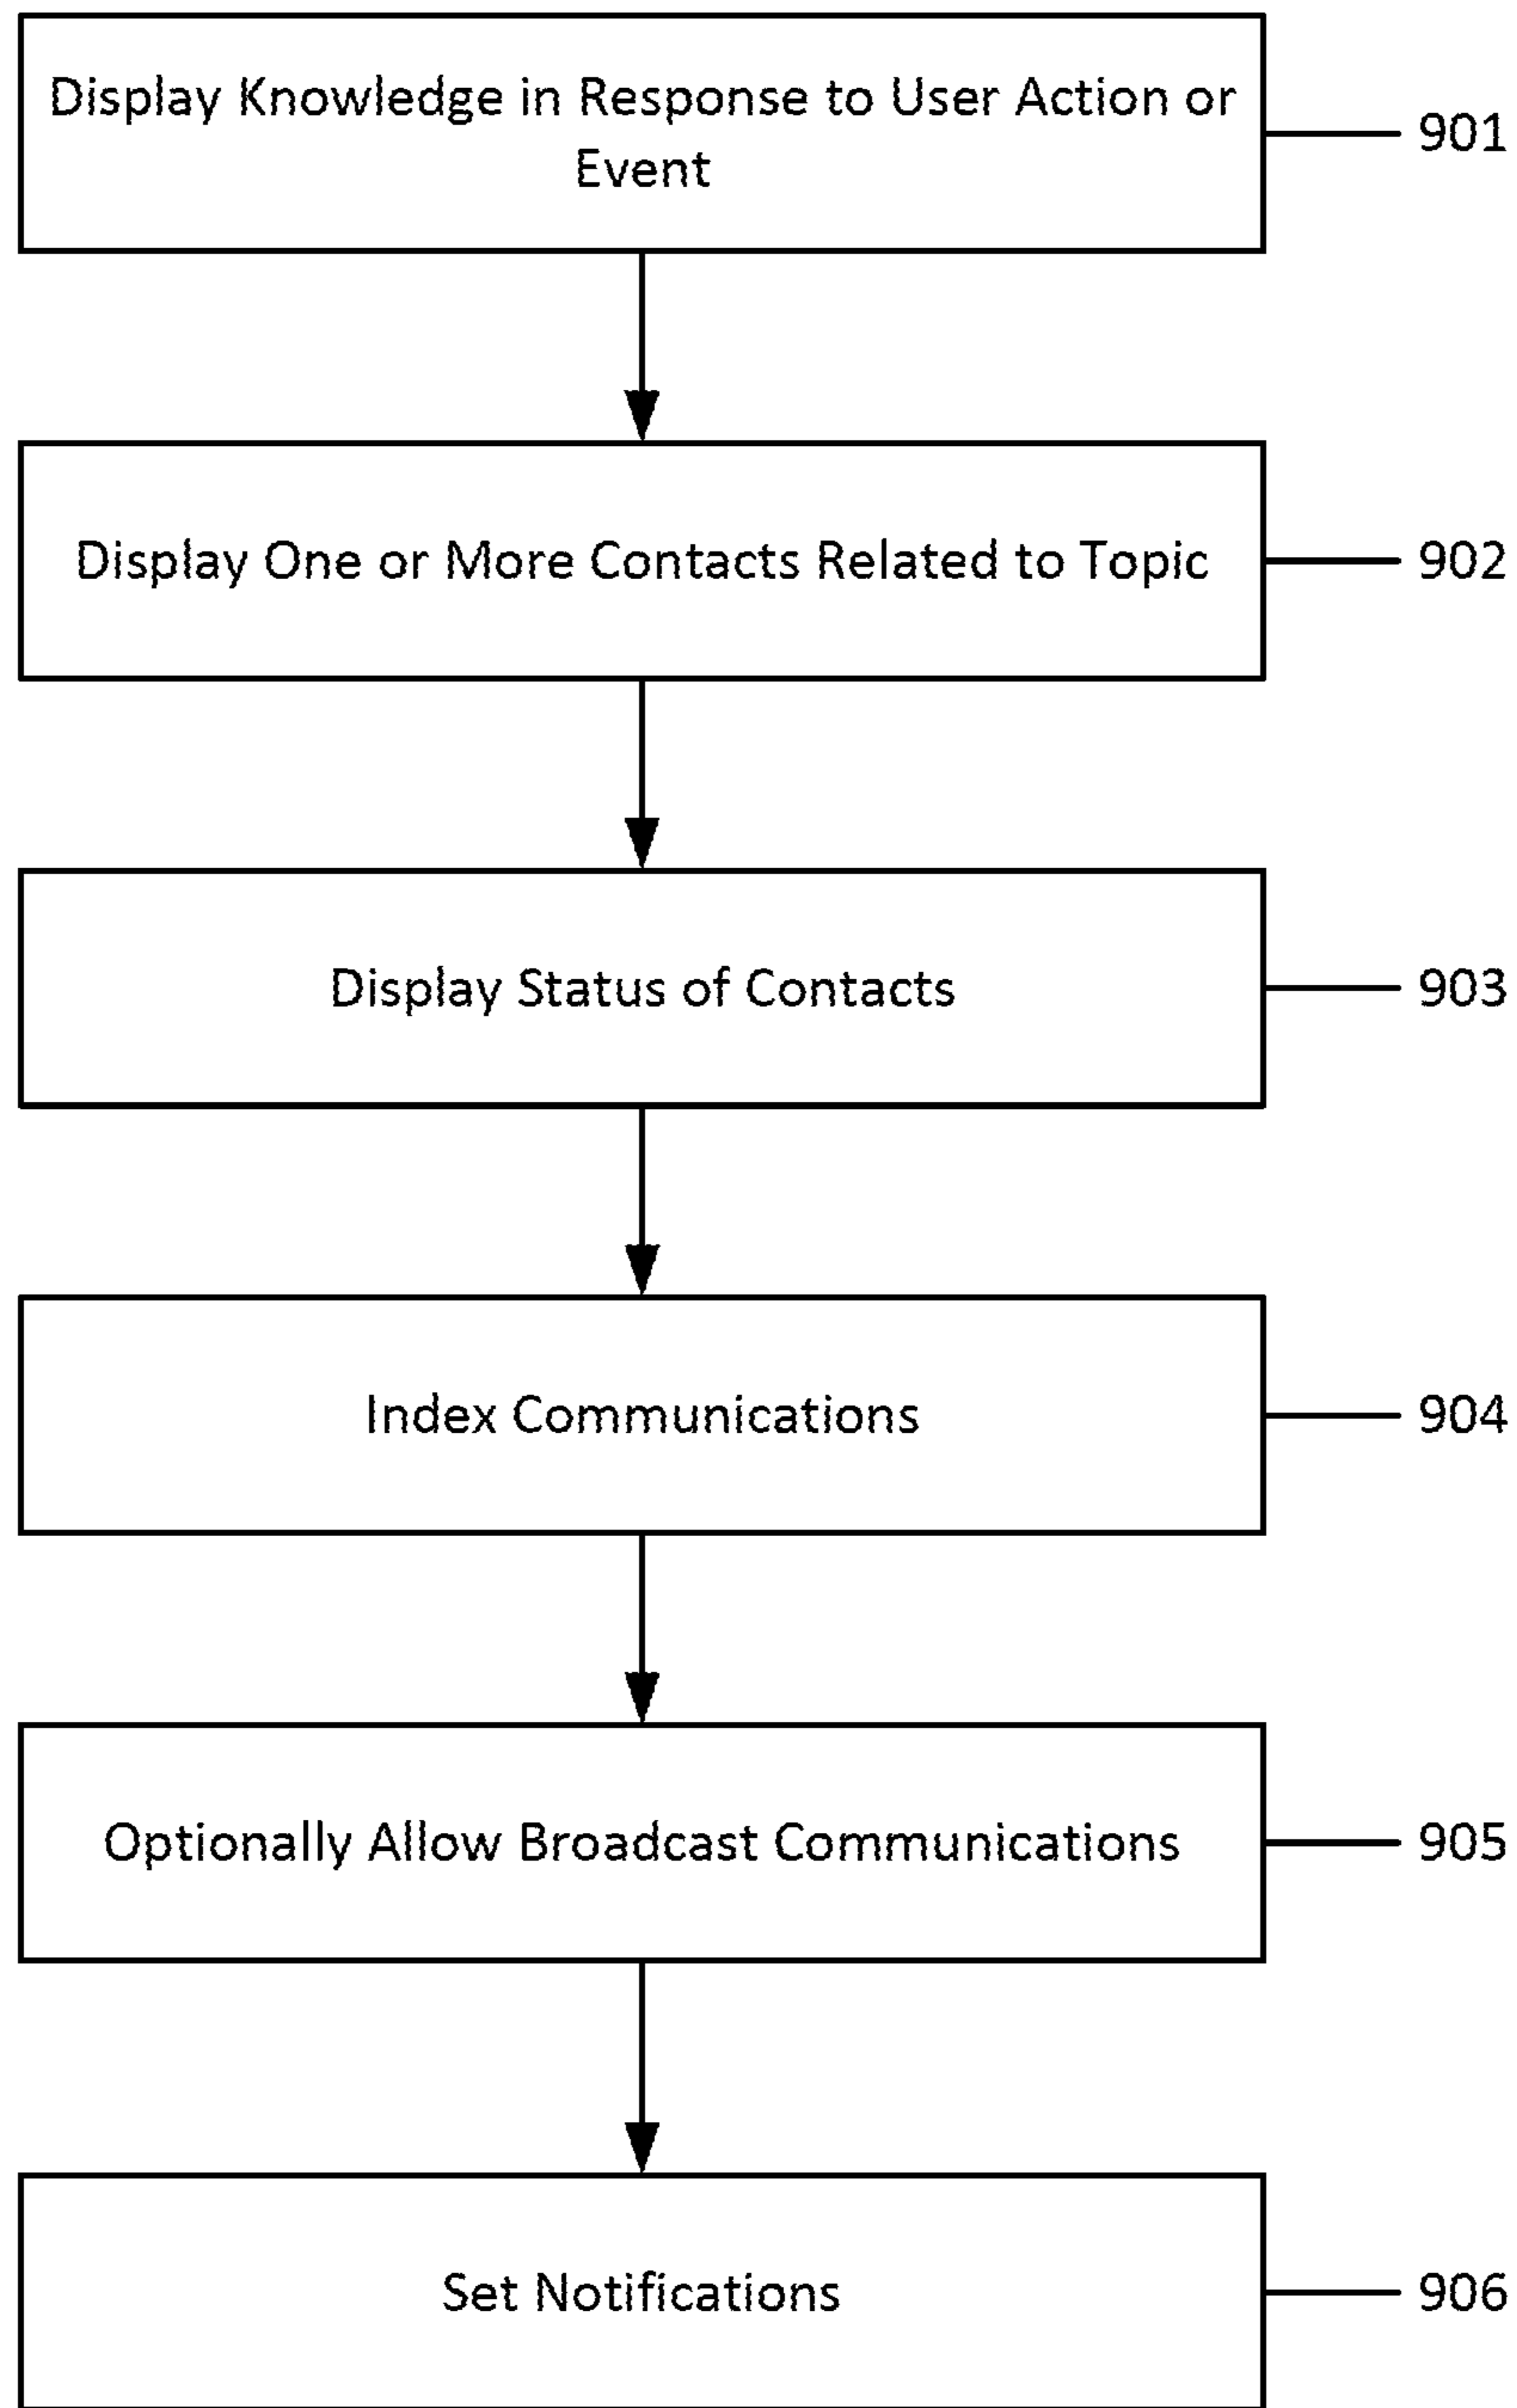 Display Knowledge in Response to User Action or
Event
901
Display One or More Contacts Related to Topic
902
Display Status of Contacts
903
Index Communications
904
Optionally Allow Broadcast Communications
905
Set Notifications
906